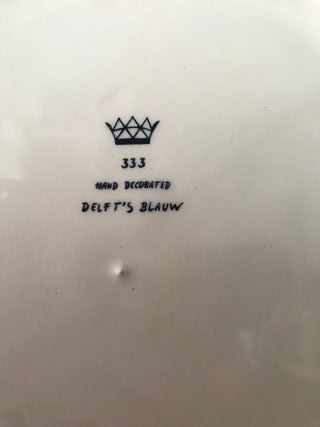 333
HAND DECORATED
DELFT'S BLAUW